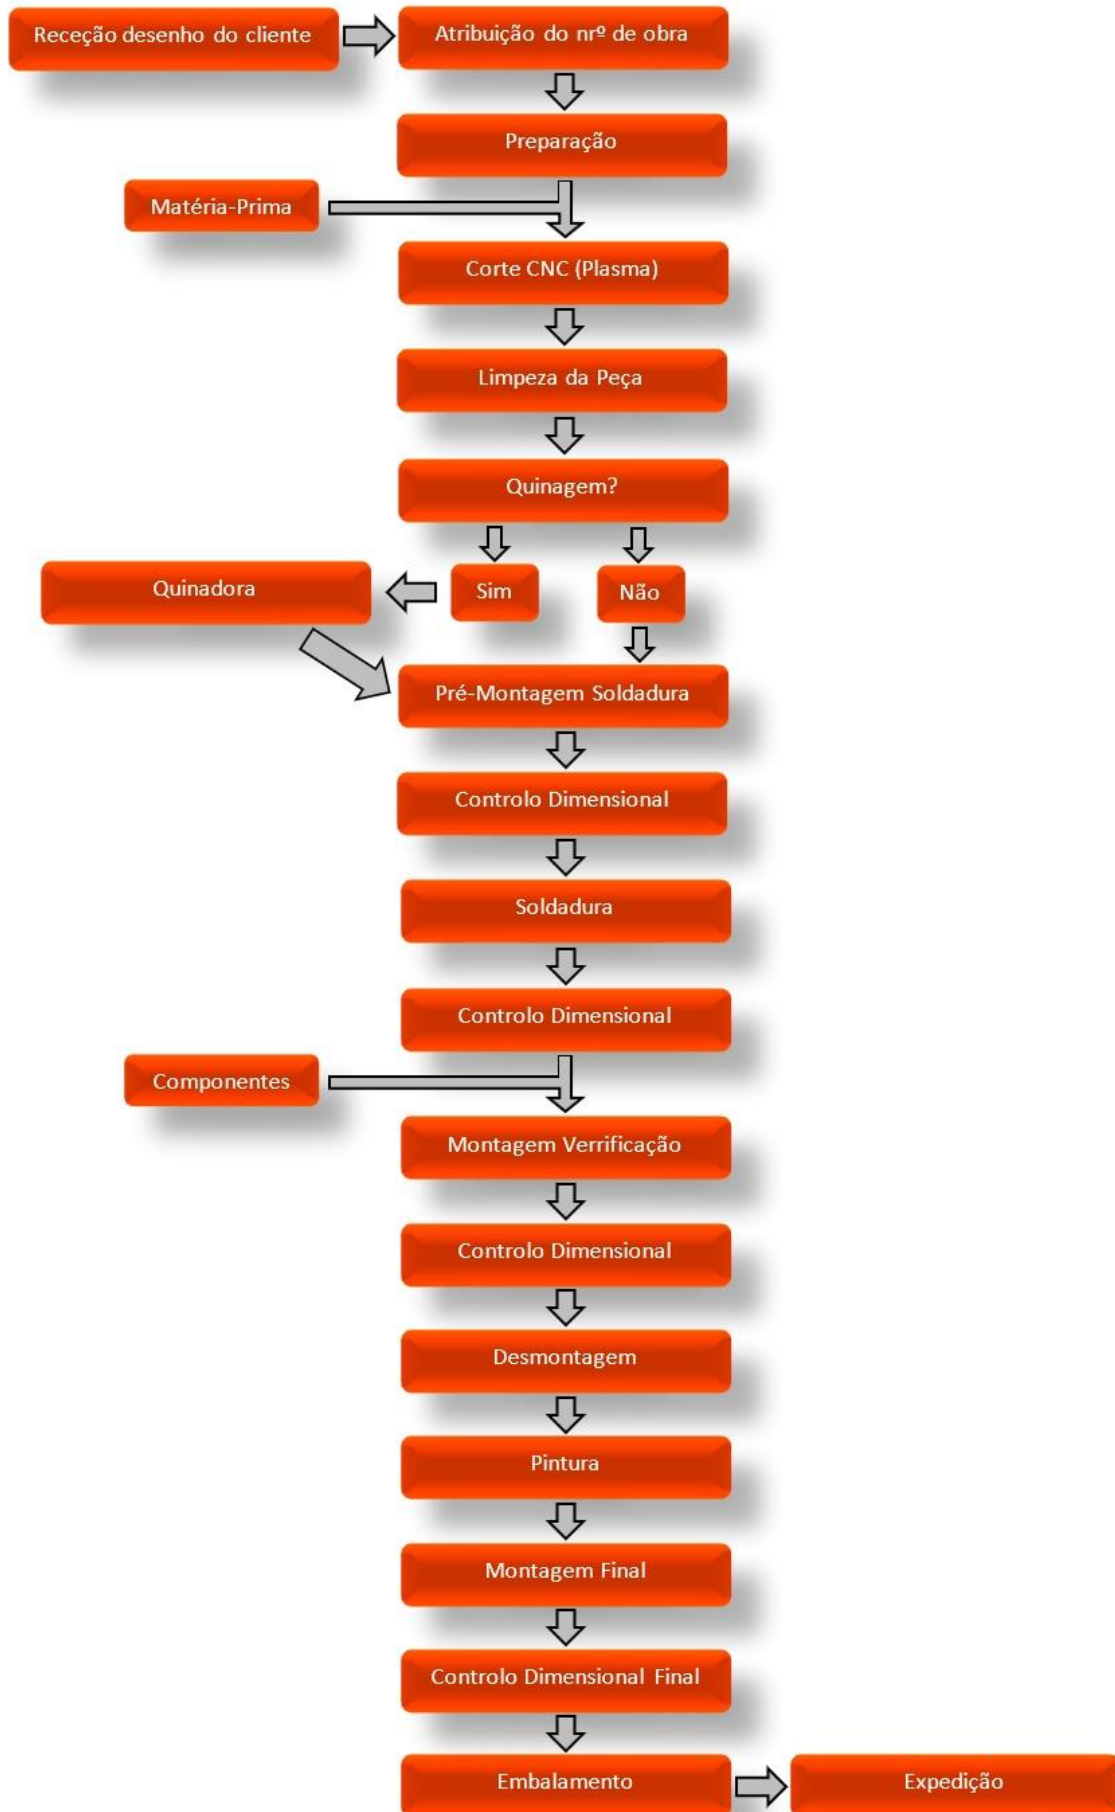 Receção desenho do cliente
Atribuição do nrº de obra
Preparação
Matéria-Prima
Corte CNC (Plasma)
Limpeza da Peça
Quinagem?
Quinadora
Sim
Não
Pré-Montagem Soldadura
Controlo Dimensional
Soldadura
Controlo Dimensional
Componentes
Montagem Verrificação
Controlo Dimensional
Desmontagem
Pintura
Montagem Final
Controlo Dimensional Final
Embalamento
Expedição